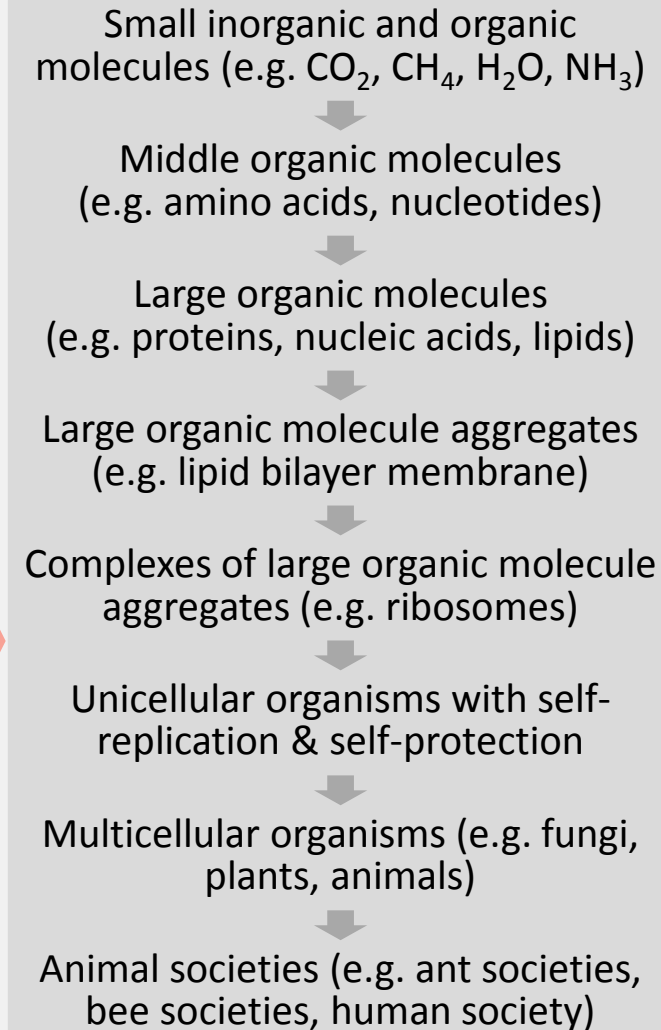 Small inorganic and organic
molecules (e.g. CO₂, CH₄, H₂O, NH₃)
Middle organic molecules
(e.g. amino acids, nucleotides)
Large organic molecules
(e.g. proteins, nucleic acids, lipids)
Large organic molecule aggregates
(e.g. lipid bilayer membrane)
Complexes of large organic molecule
aggregates (e.g. ribosomes)
Unicellular organisms with self-
replication & self-protection
Multicellular organisms (e.g. fungi,
plants, animals)
Animal societies (e.g. ant societies,
bee societies, human society)